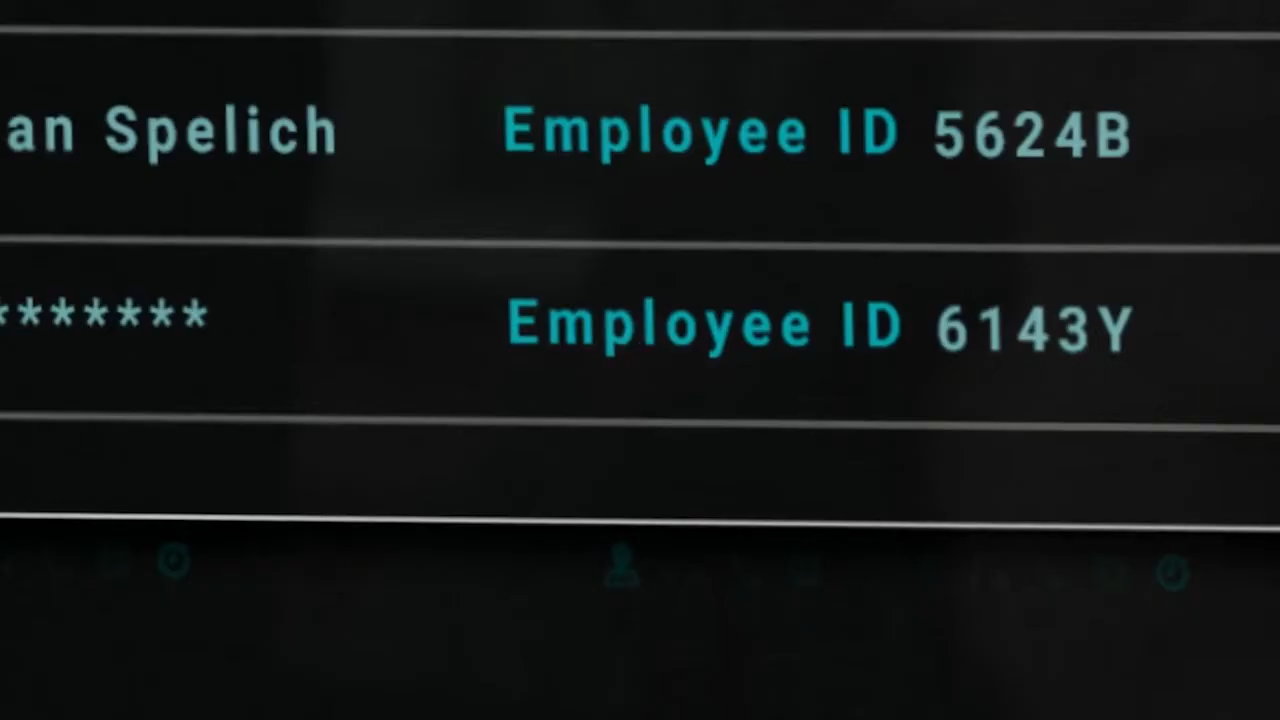 an Spelich Employee ID 5624B
******* Employee ID 6143Y